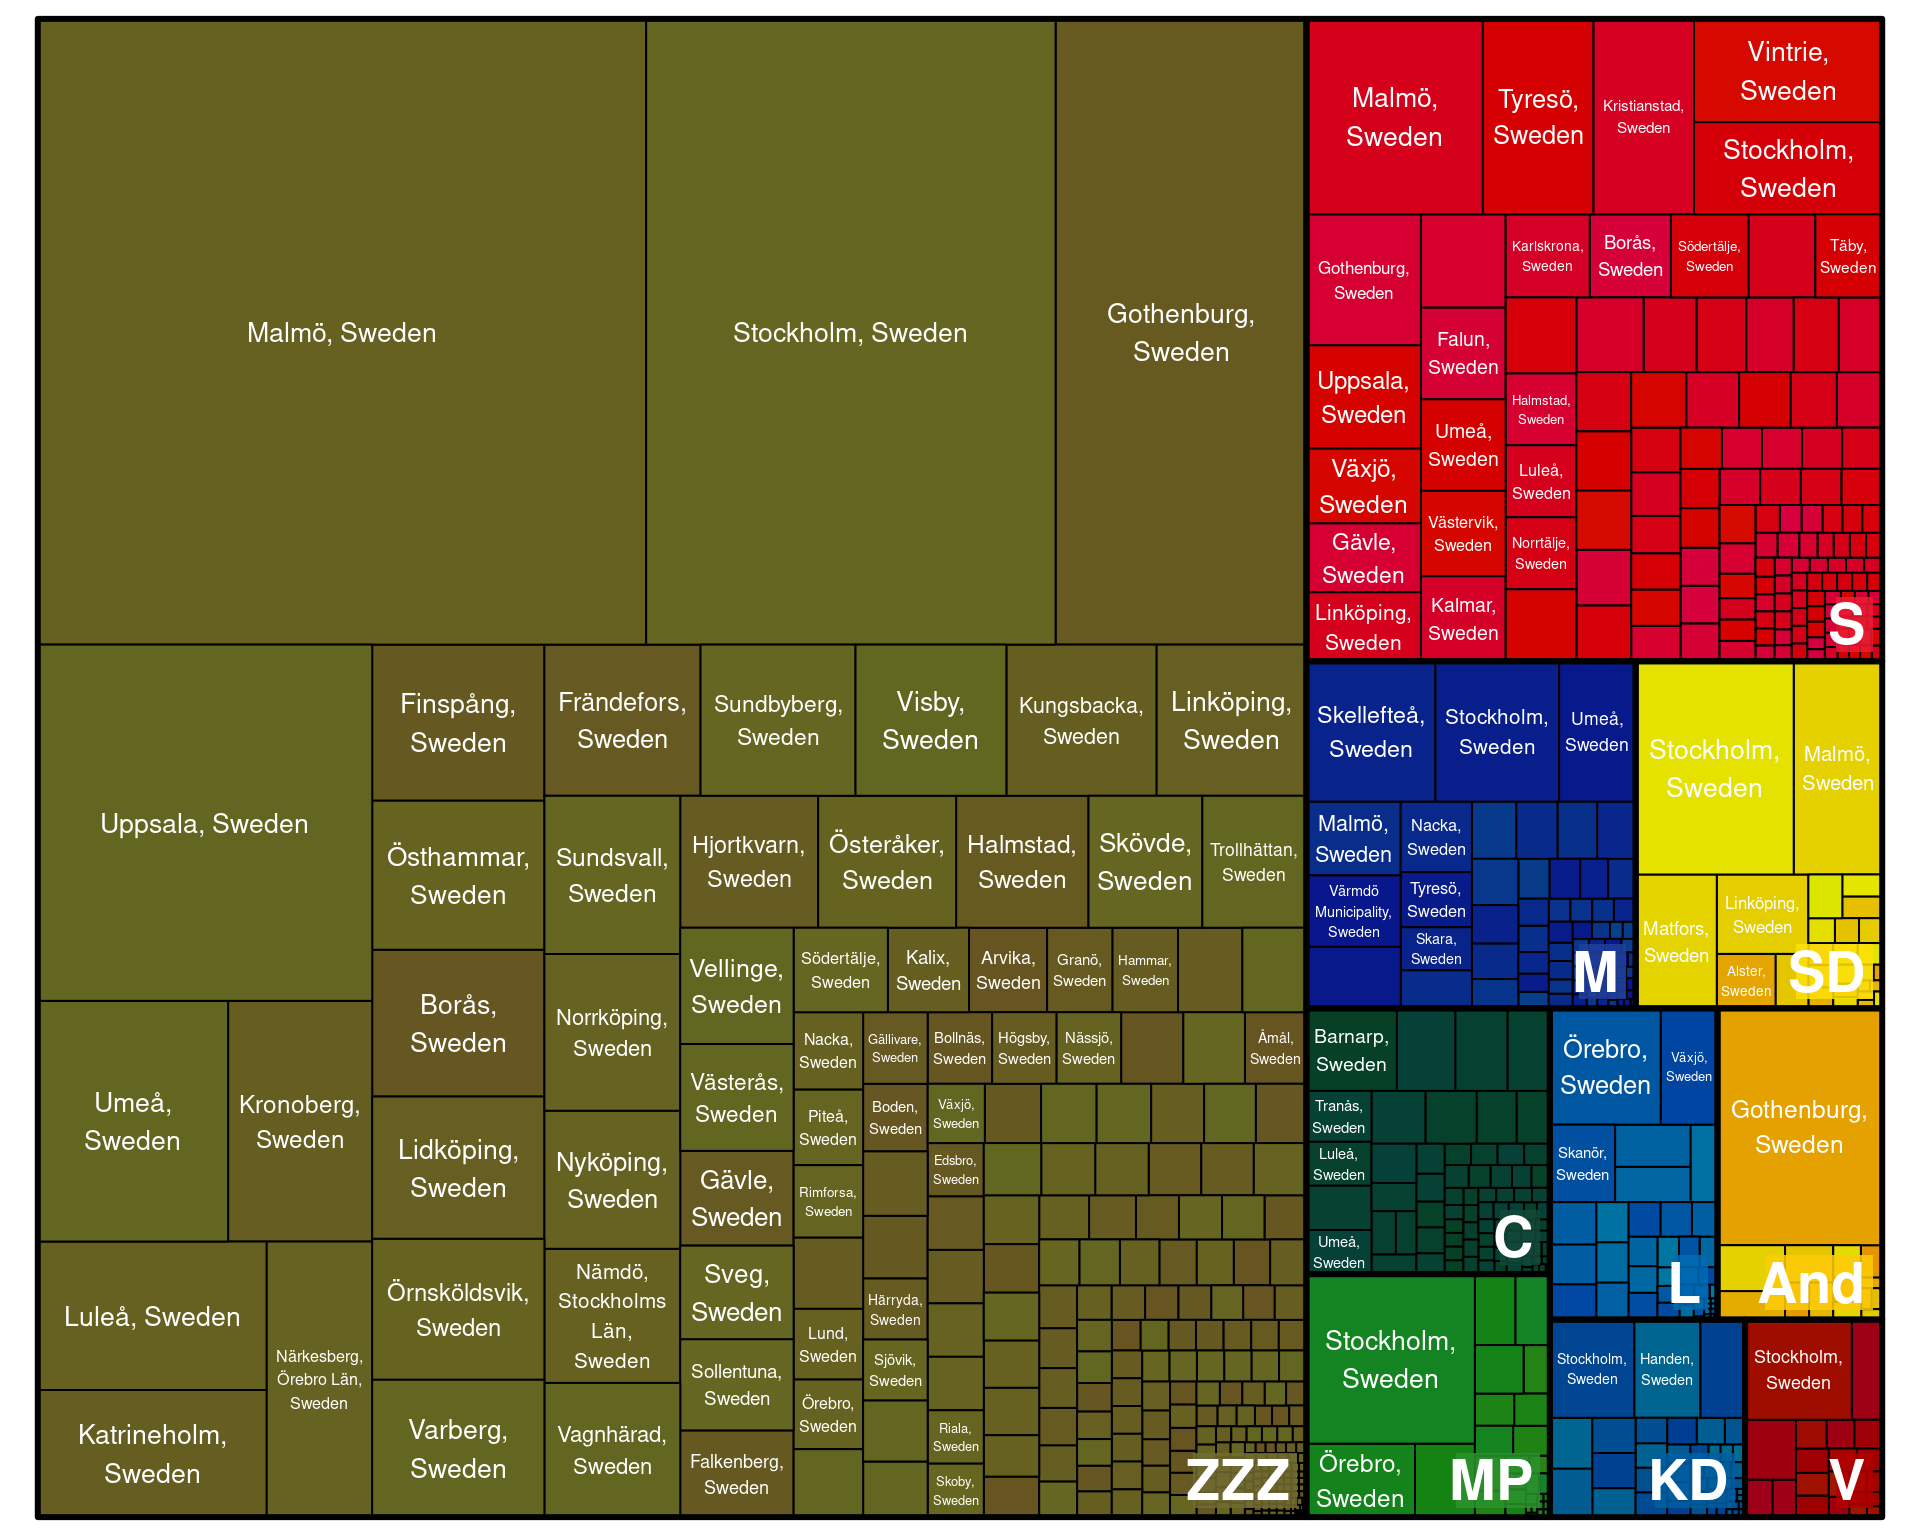 Malmö, Sweden
Stockholm, Sweden
Gothenburg,
Sweden
Uppsala, Sweden
Finspång,
Sweden
Frändefors,
Sweden
Sundbyberg,
Sweden
Visby,
Sweden
Kungsbacka,
Sweden
Linköping,
Sweden
Östhammar,
Sweden
Sundsvall,
Sweden
Hjortkvarn,
Sweden
Österåker,
Sweden
Halmstad,
Sweden
Skövde,
Sweden
Trollhättan,
Sweden
Borås,
Sweden
Norrköping,
Sweden
Vellinge,
Sweden
Södertälje,
Sweden
Kalix,
Sweden
Arvika,
Sweden
Granö,
Sweden
Hammar,
Sweden
Umeå,
Sweden
Kronoberg,
Sweden
Lidköping,
Sweden
Nyköping,
Sweden
Västerås,
Sweden
Nacka,
Sweden
Gällivare,
Sweden
Bollnäs,
Sweden
Högsby,
Sweden
Nässjö,
Sweden
Åmål,
Sweden
Piteå,
Sweden
Boden,
Sweden
Växjö,
Sweden
Gävle,
Sweden
Rimforsa,
Sweden
Edsbro,
Sweden
Luleå, Sweden
Närkesberg,
Örebro Län,
Sweden
Örnsköldsvik,
Sweden
Nämdö,
Stockholms
Län,
Sweden
Sveg,
Sweden
Härryda,
Sweden
Lund,
Sweden
Sjövik,
Sweden
Katrineholm,
Sweden
Varberg,
Sweden
Vagnhärad,
Sweden
Sollentuna,
Sweden
Örebro,
Sweden
Falkenberg,
Sweden
Riala,
Sweden
Skoby,
Sweden
ZZZ
Malmö,
Sweden
Tyresö,
Sweden
Kristianstad,
Sweden
Vintrie,
Sweden
Stockholm,
Sweden
Gothenburg,
Sweden
Karlskrona,
Sweden
Borås,
Sweden
Södertälje,
Sweden
Täby,
Sweden
Falun,
Sweden
Uppsala,
Sweden
Halmstad,
Sweden
Umeå,
Sweden
Växjö,
Sweden
Luleå,
Sweden
Västervik,
Sweden
Norrtälje,
Sweden
Gävle,
Sweden
Linköping,
Sweden
Kalmar,
Sweden
S
Skellefteå,
Sweden
Stockholm,
Sweden
Umeå,
Sweden
Malmö,
Sweden
Nacka,
Sweden
Värmdö
Municipality,
Sweden
Tyresö,
Sweden
Skara,
Sweden
M
Stockholm,
Sweden
Malmö,
Sweden
Matfors,
Sweden
Linköping,
Sweden
Alster,
Sweden
SD
Barnarp,
Sweden
Tranås,
Sweden
Luleå,
Sweden
Umeå,
Sweden
C
Örebro,
Sweden
Växjö,
Sweden
Skanör,
Sweden
L
Gothenburg,
Sweden
And
Stockholm,
Sweden
Örebro,
Sweden
MP
Stockholm,
Sweden
Handen,
Sweden
KD
Stockholm,
Sweden
V